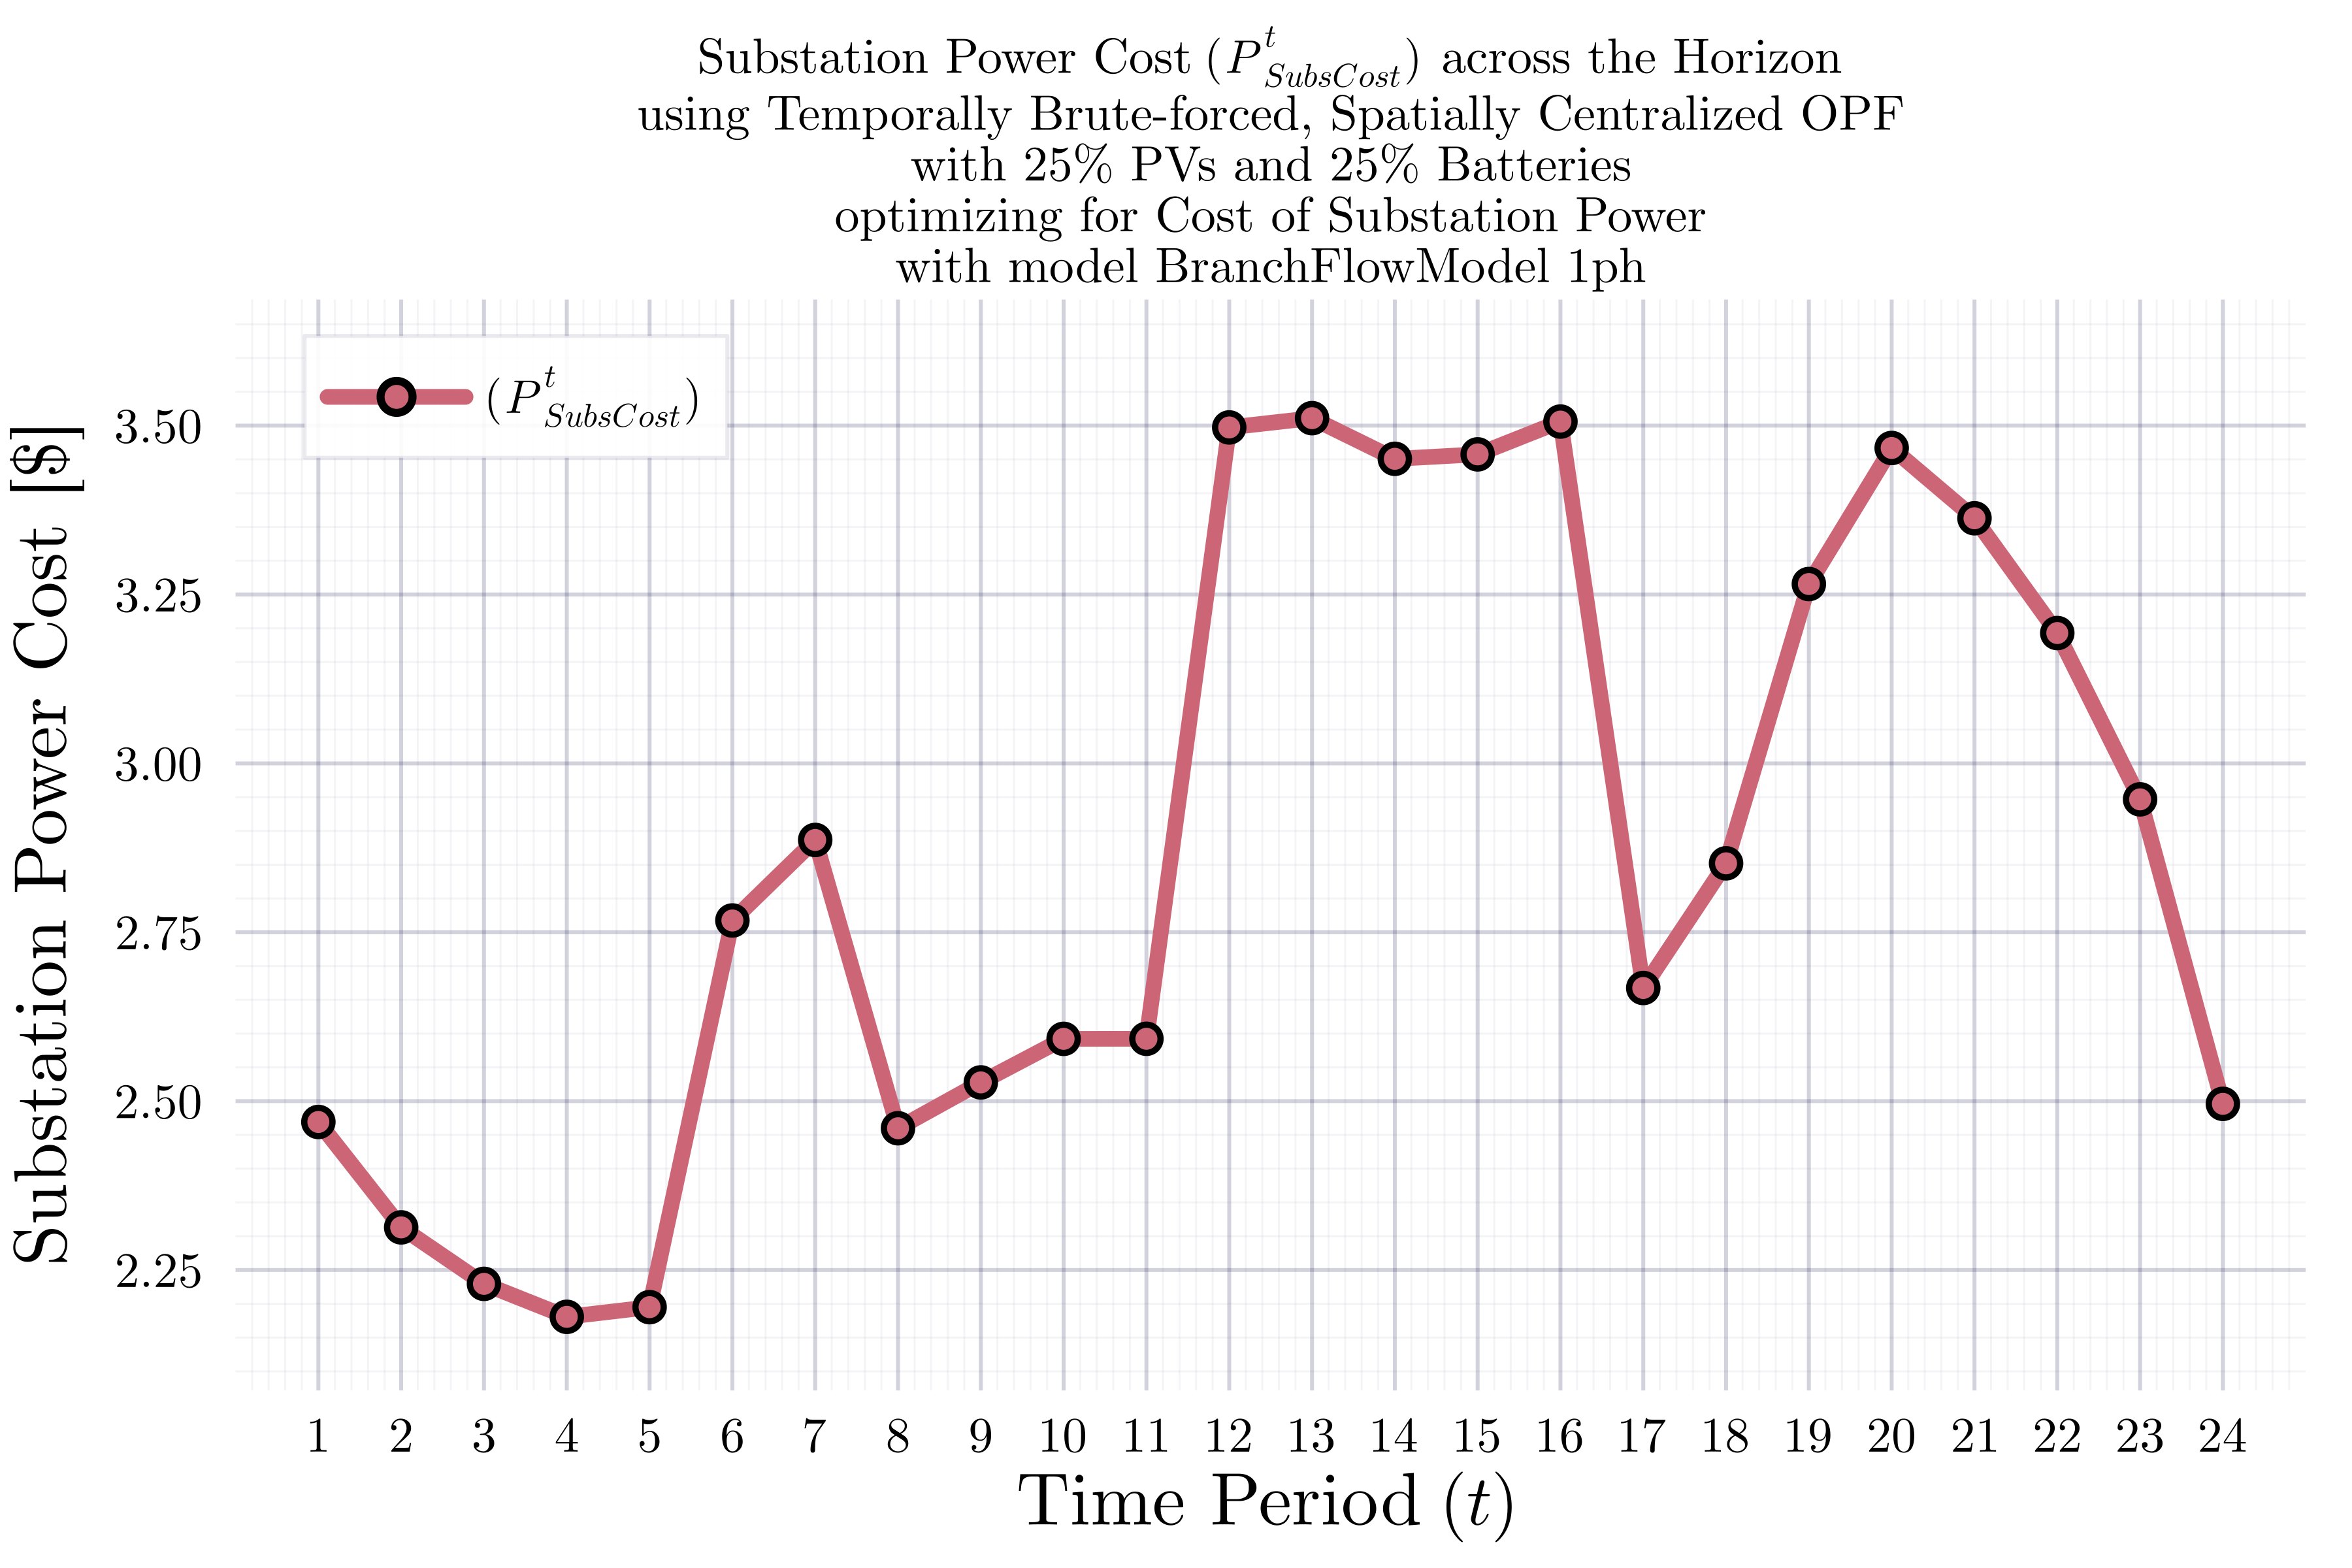 Substation Power Cost (P^t_SubsCost) across the Horizon
using Temporally Brute-forced, Spatially Centralized OPF
with 25% PVs and 25% Batteries
optimizing for Cost of Substation Power
with model BranchFlowModel 1ph
(P^t_SubsCost)
Substation Power Cost [$]
3.50
3.25
3.00
2.75
2.50
2.25
1 2 3 4 5 6 7 8 9 10 11 12 13 14 15 16 17 18 19 20 21 22 23 24
Time Period (t)